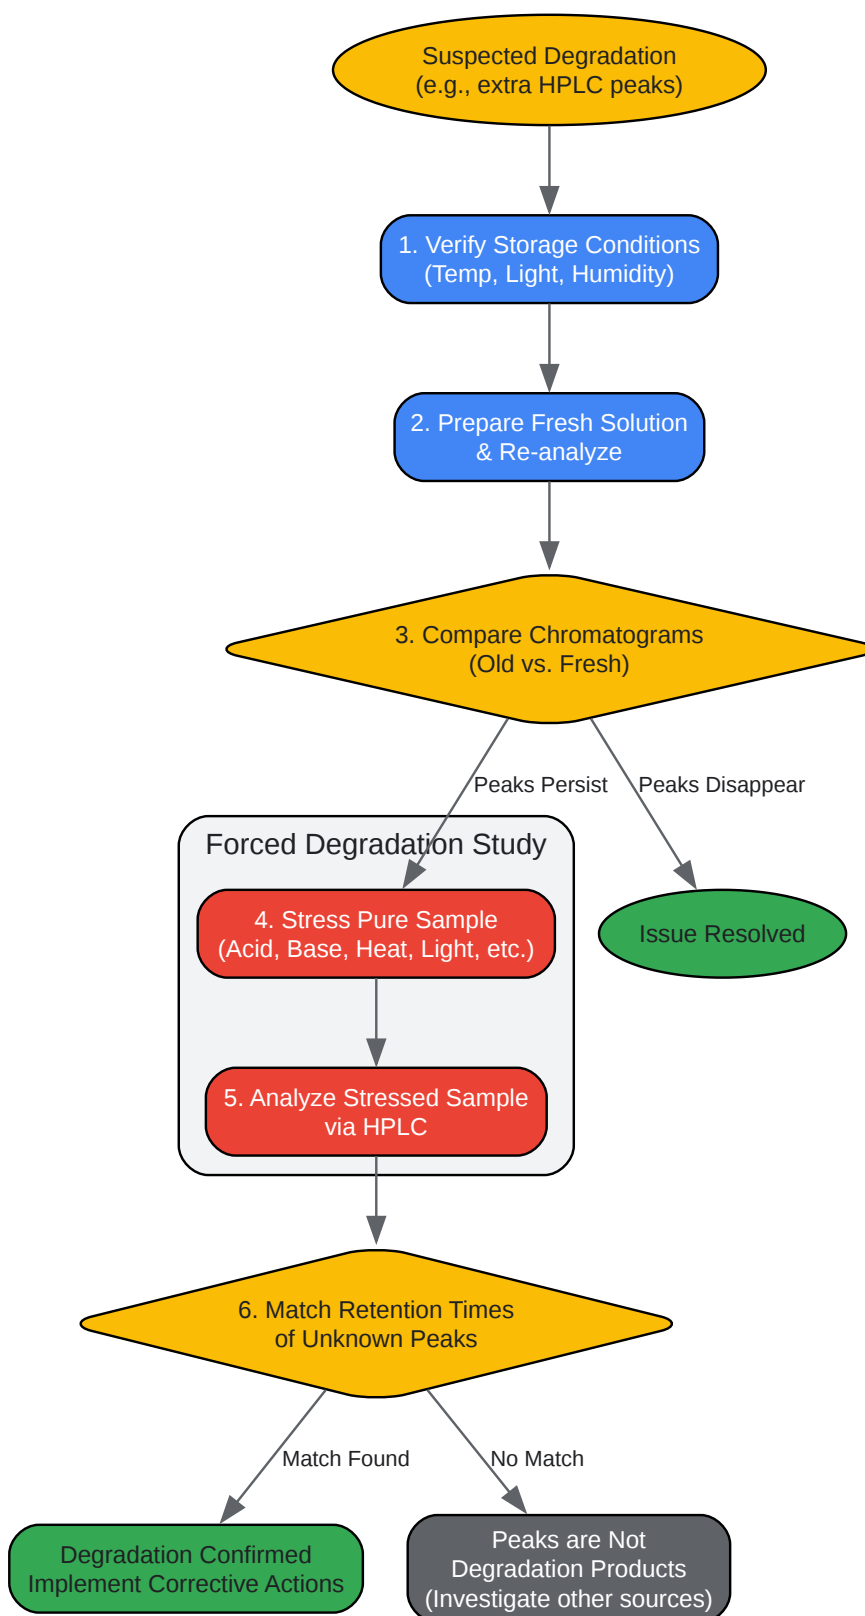 Suspected Degradation
(e.g., extra HPLC peaks)
1. Verify Storage Conditions
(Temp, Light, Humidity)
2. Prepare Fresh Solution
& Re-analyze
3. Compare Chromatograms
(Old vs. Fresh)
Peaks Persist
Peaks Disappear
Forced Degradation Study
4. Stress Pure Sample
(Acid, Base, Heat, Light, etc.)
Issue Resolved
5. Analyze Stressed Sample
via HPLC
6. Match Retention Times
of Unknown Peaks
Match Found
No Match
Degradation Confirmed
Implement Corrective Actions
Peaks are Not
Degradation Products
(Investigate other sources)